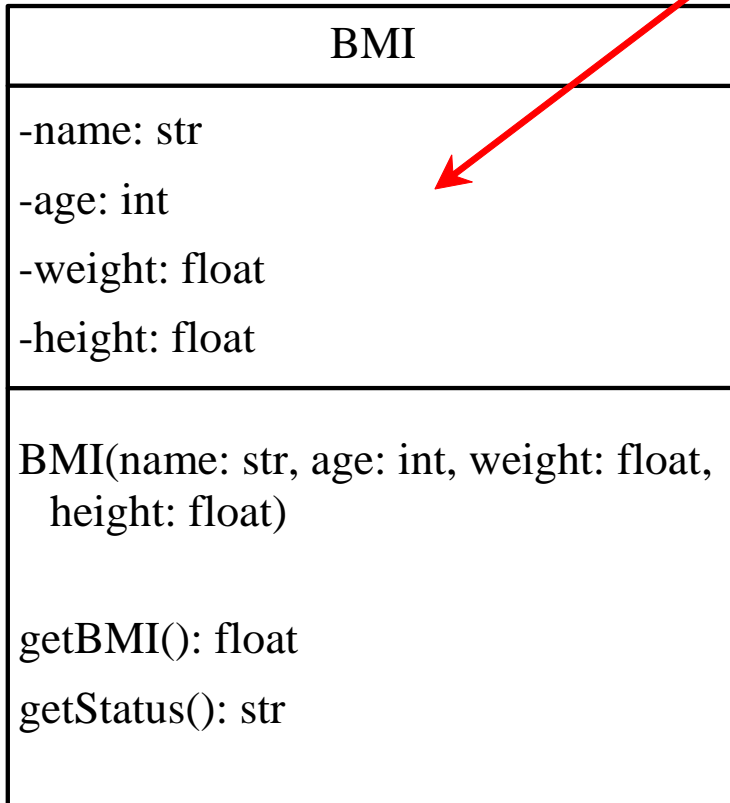 BMI
-name: str
-age: int
-weight: float
-height: float
BMI(name: str, age: int, weight: float,
height: float)
getBMI(): float
getStatus(): str